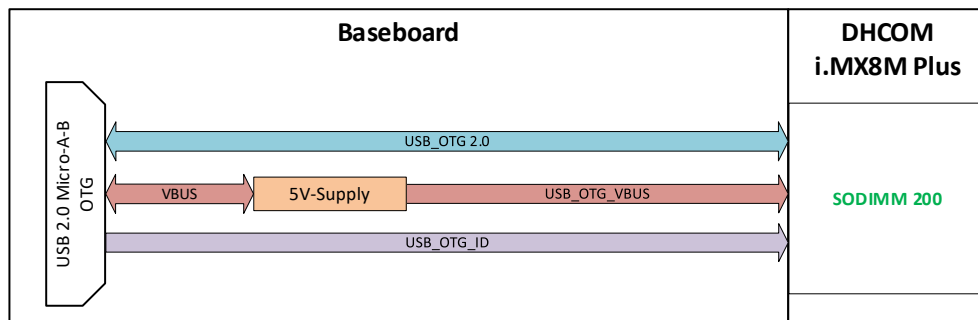 Baseboard
DHCOM
i.MX8M Plus
USB 2.0 Micro-A-B
OTG
USB_OTG 2.0
VBUS
5V-Supply
USB_OTG_VBUS
SODIMM 200
USB_OTG_ID